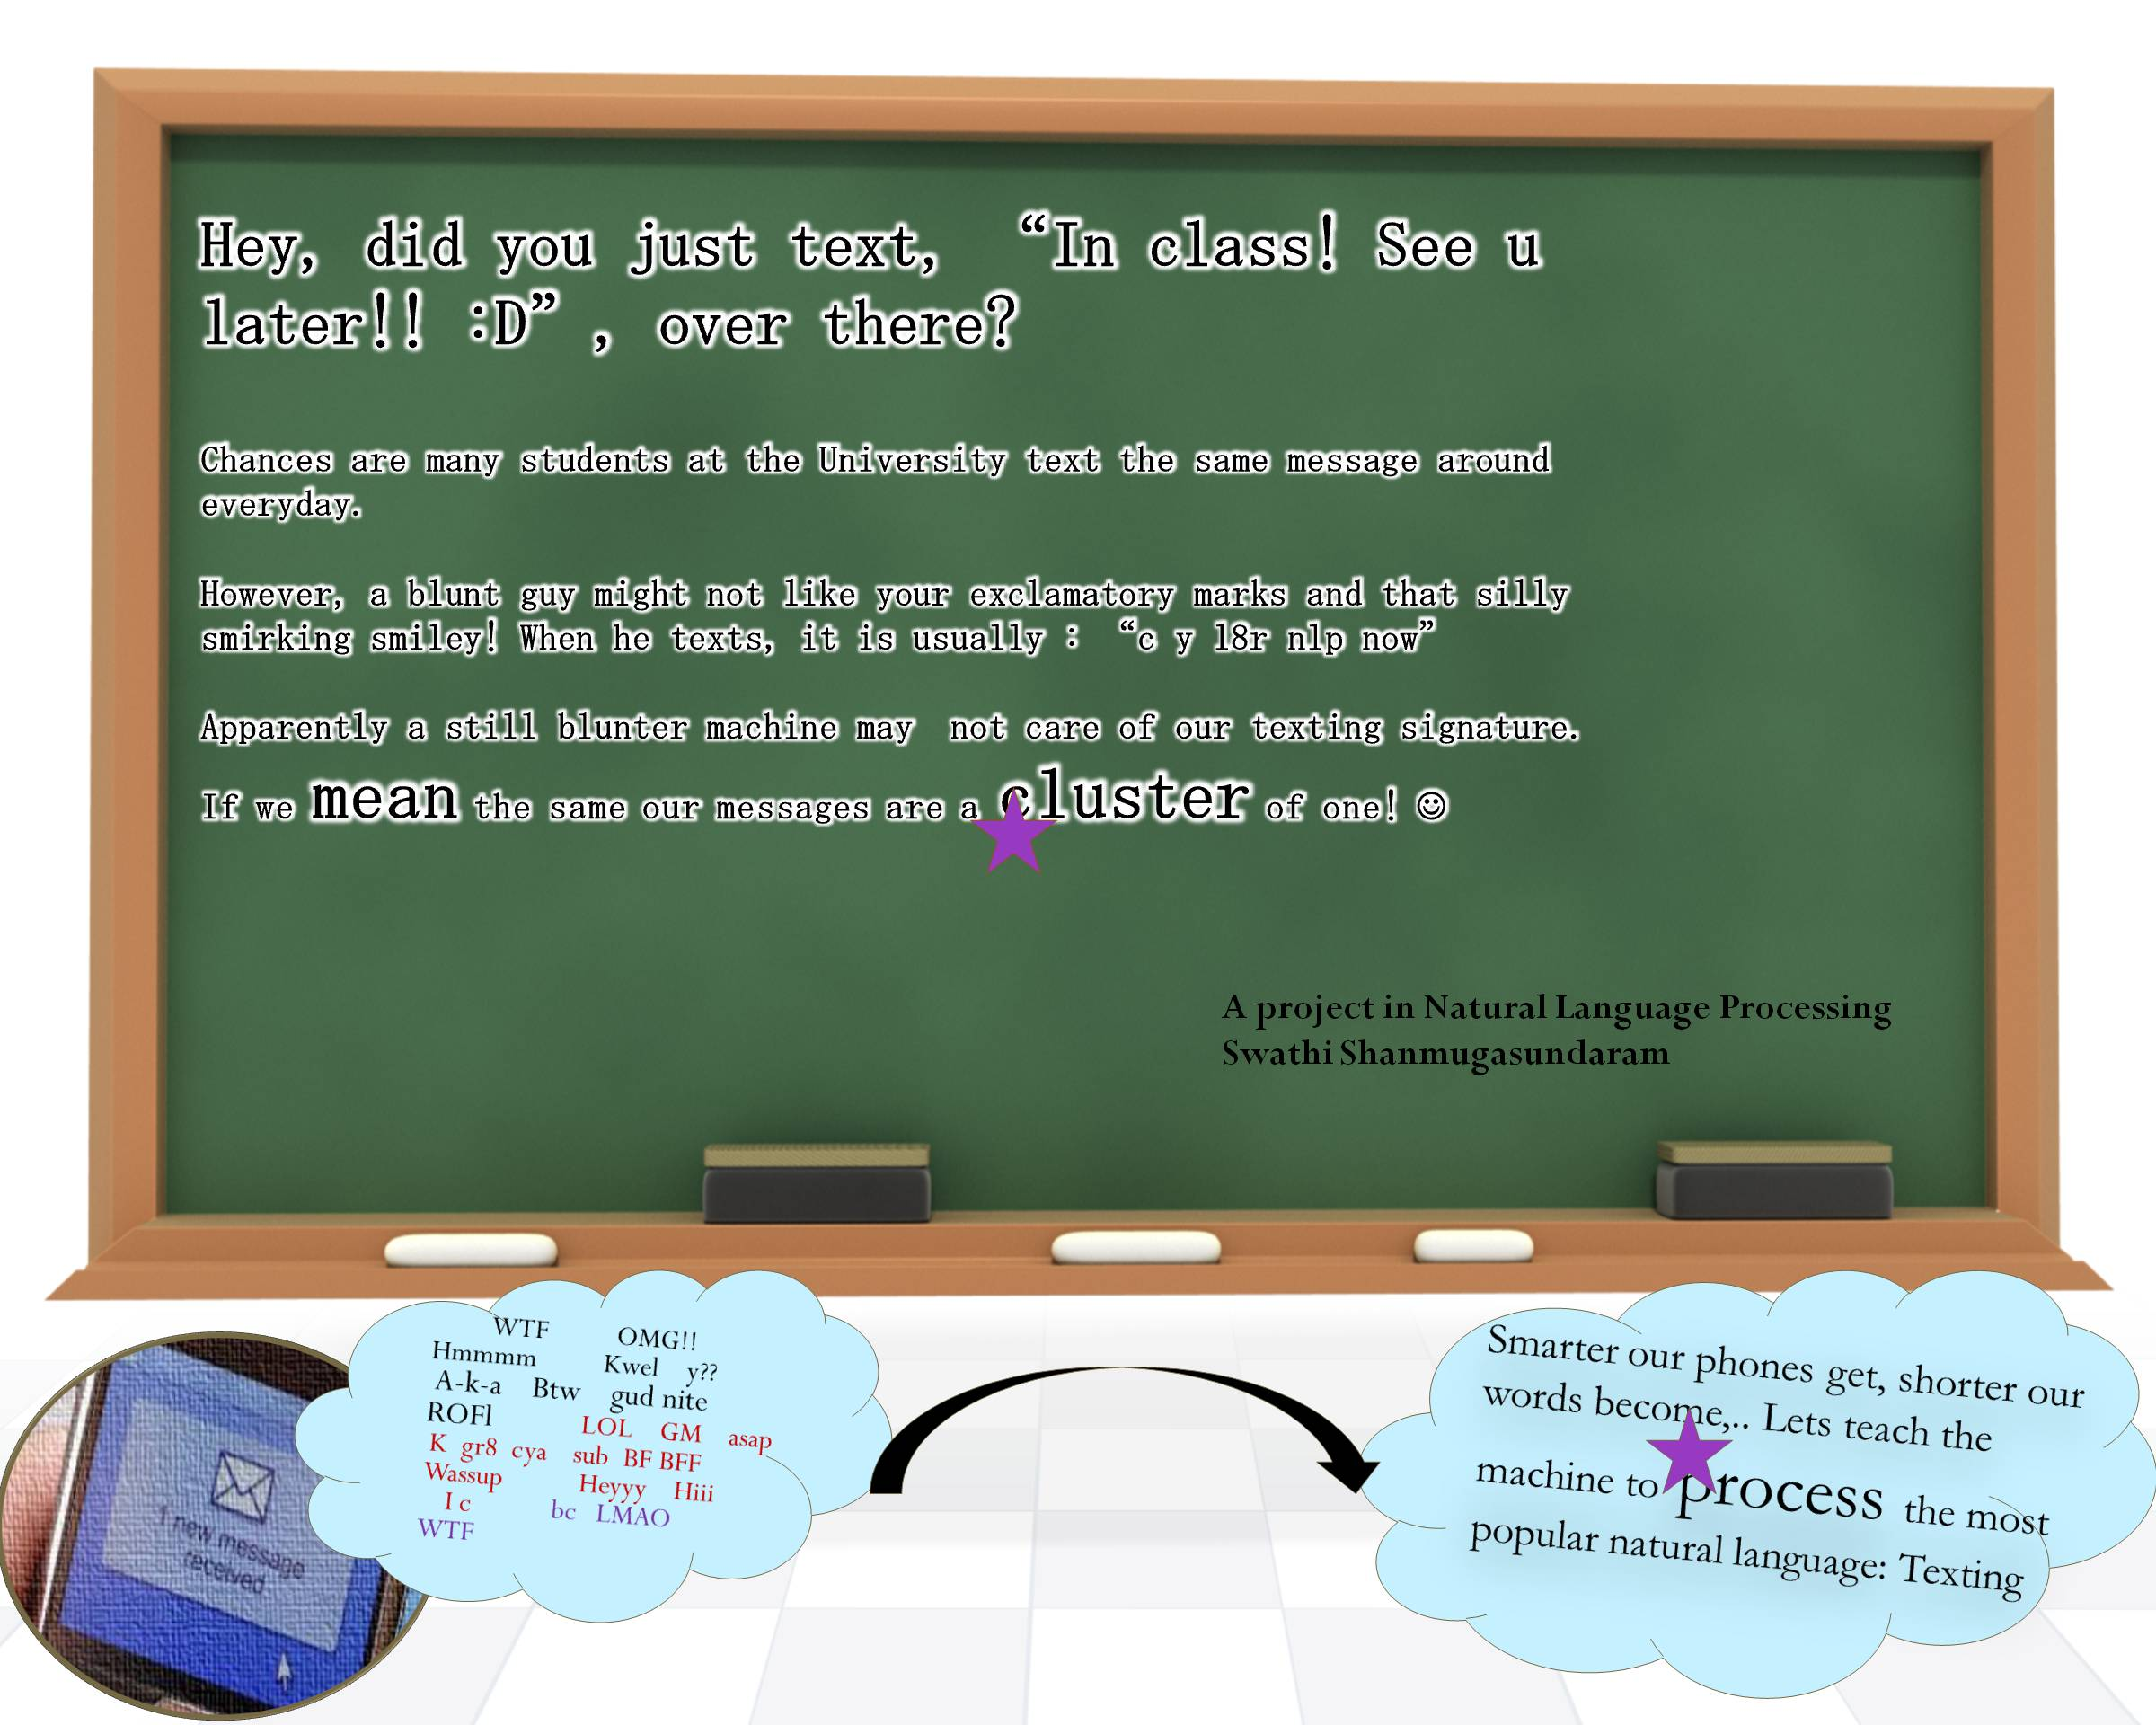 Hey, did you just text, “In class! See u
later!! :D”, over there?
Chances are many students at the University text the same message around
everyday.
However, a blunt guy might not like your exclamatory marks and that silly
smirking smiley! When he texts, it is usually : “c y l8r nlp now”
Apparently a still blunter machine may not care of our texting signature.
If we mean the same our messages are a cluster of one! ☺
A project in Natural Language Processing
Swathi Shanmugasundaram
WTF OMG!!
Hmmmm Kwel y??
A-k-a Btw gud nite
ROFl LOL GM asap
K gr8 cya sub BF BFF
Wassup Heyyy Hiii
I c bc LMAO
WTF
1 new message
received
Smarter our phones get, shorter our
words become,.. Lets teach the
machine to process the most
popular natural language: Texting